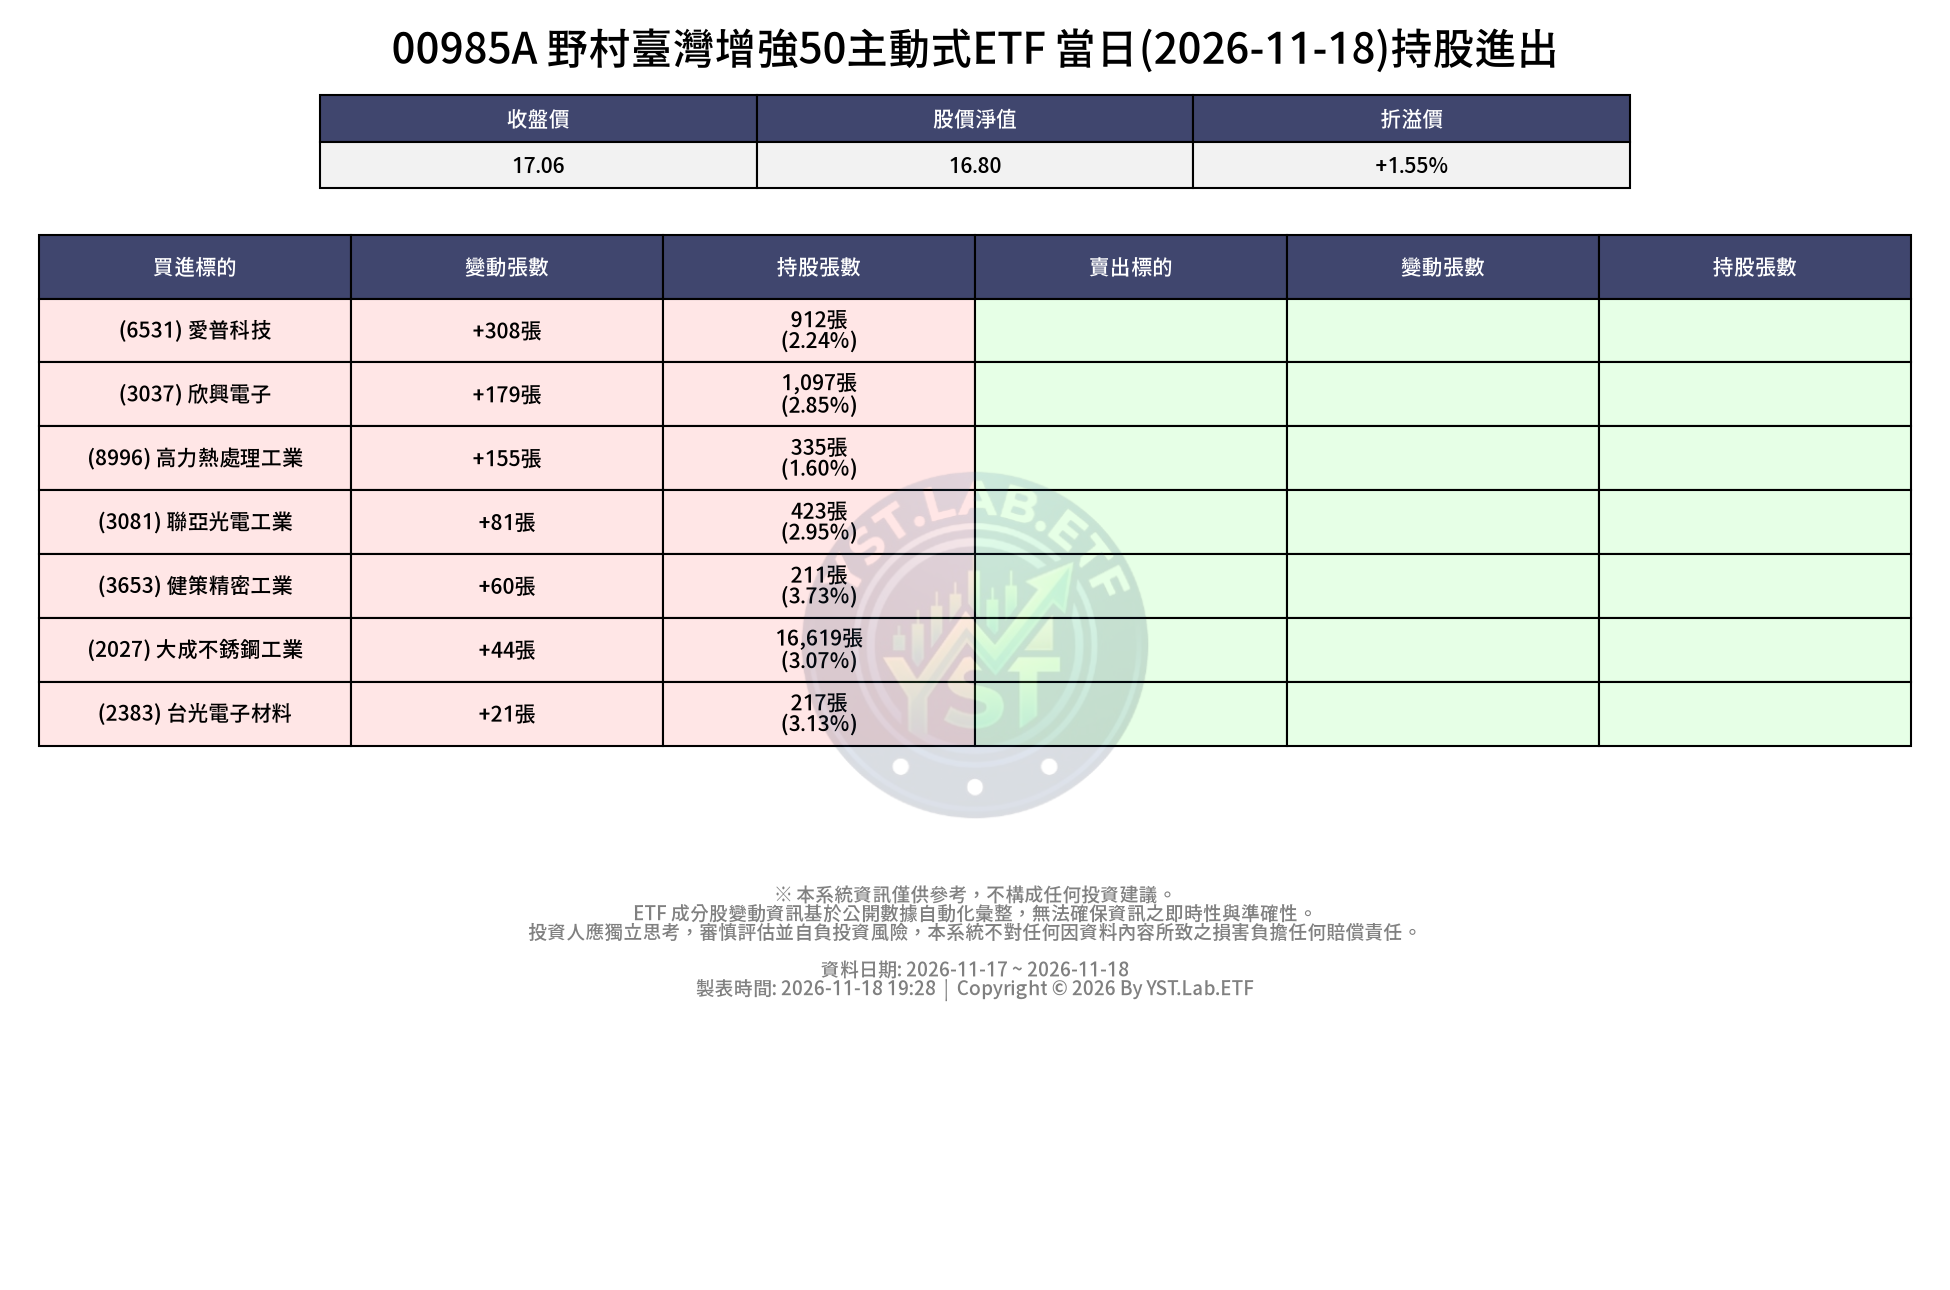 00985A 野村臺灣增強50主動式ETF 當日(2026-11-18)持股進出
收盤價 股價淨值 折溢價
17.06 16.80 +1.55%
買進標的 變動張數 持股張數 賣出標的 變動張數 持股張數
(6531) 愛普科技 +308張 912張
(2.24%)
(3037) 欣興電子 +179張 1,097張
(2.85%)
(8996) 高力熱處理工業 +155張 335張
(1.60%)
(3081) 聯亞光電工業 +81張 423張
(2.95%)
(3653) 健策精密工業 +60張 211張
(3.73%)
(2027) 大成不銹鋼工業 +44張 16,619張
(3.07%)
(2383) 台光電子材料 +21張 217張
(3.13%)
YST.LAB.ETF
YST
※ 本系統資訊僅供參考，不構成任何投資建議。
ETF 成分股變動資訊基於公開數據自動化彙整，無法確保資訊之即時性與準確性。
投資人應獨立思考，審慎評估並自負投資風險，本系統不對任何因資料內容所致之損害負擔任何賠償責任。
資料日期: 2026-11-17 ~ 2026-11-18
製表時間: 2026-11-18 19:28｜Copyright © 2026 By YST.Lab.ETF